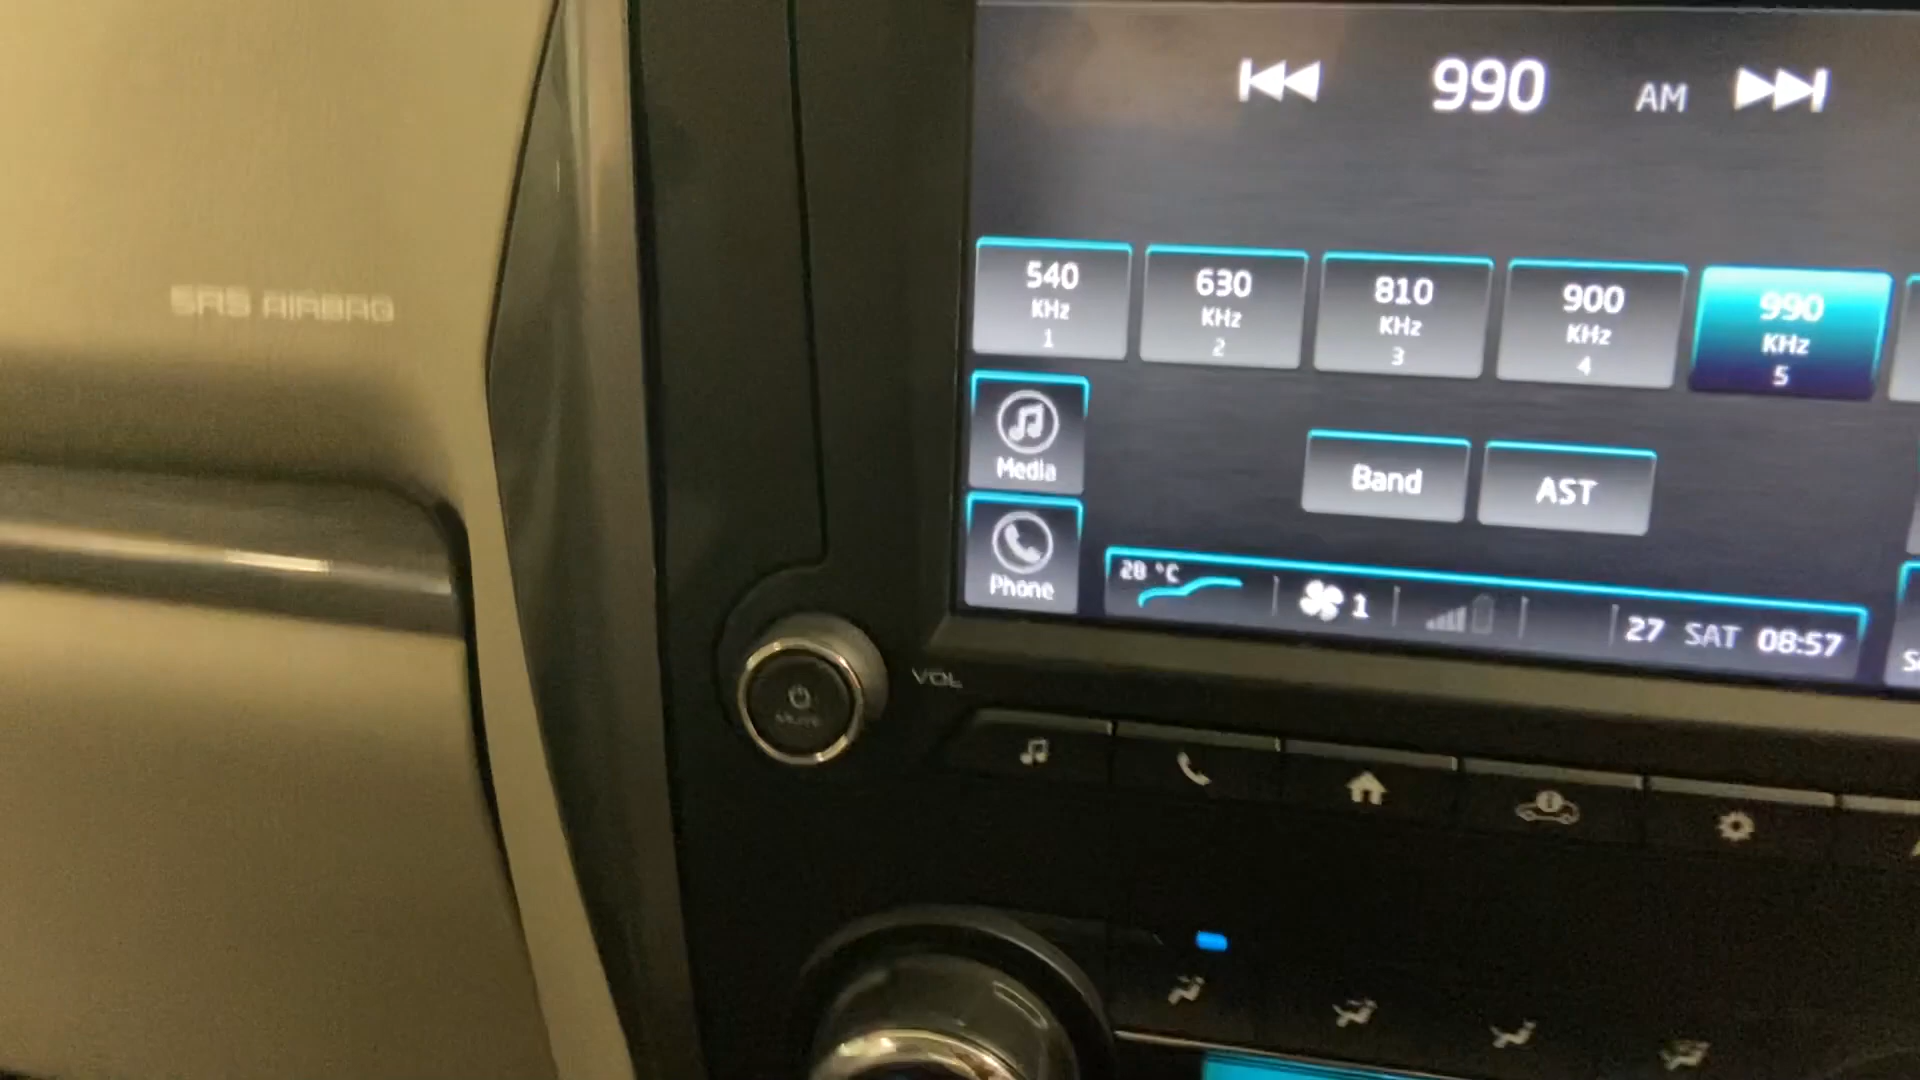 990 AM
SRS AIRBAG
540 KHz 1
630 KHz 2
810 KHz 3
900 KHz 4
990 KHz 5
Media
Band
AST
Phone
28 °C
1
27 SAT 08:57
VOL
MUTE